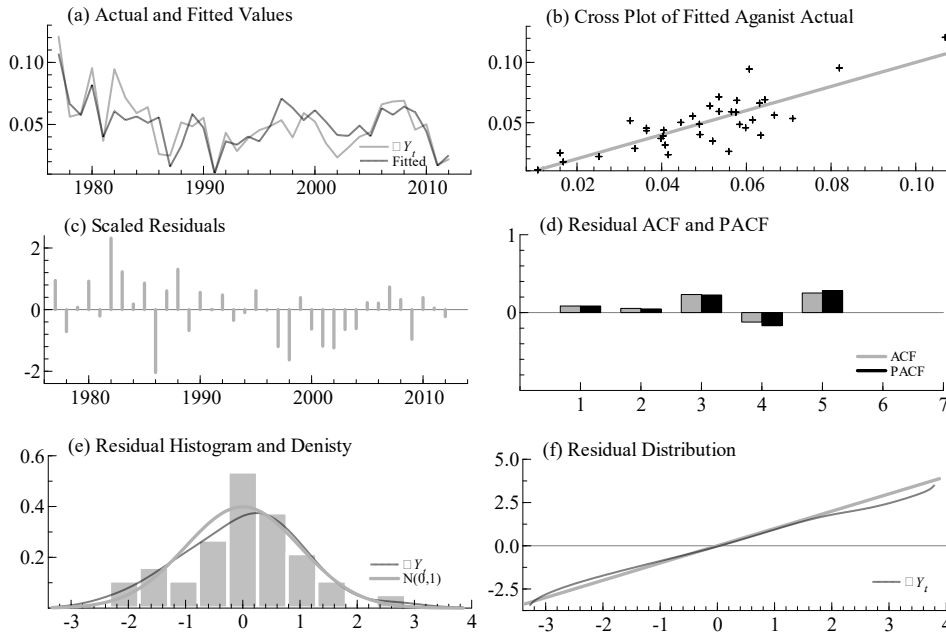 (a) Actual and Fitted Values
0.10
0.05
□ Yt
Fitted
1980 1990 2000 2010
(b) Cross Plot of Fitted Aganist Actual
0.10
0.05
0.02 0.04 0.06 0.08 0.10
(c) Scaled Residuals
2
0
-2
1980 1990 2000 2010
(d) Residual ACF and PACF
1
0
ACF
PACF
1 2 3 4 5 6 7
(e) Residual Histogram and Denisty
0.6
0.4
0.2
□ Yt
N(0,1)
-3 -2 -1 0 1 2 3 4
(f) Residual Distribution
5.0
2.5
0.0
-2.5
□ Yt
-3 -2 -1 0 1 2 3 4